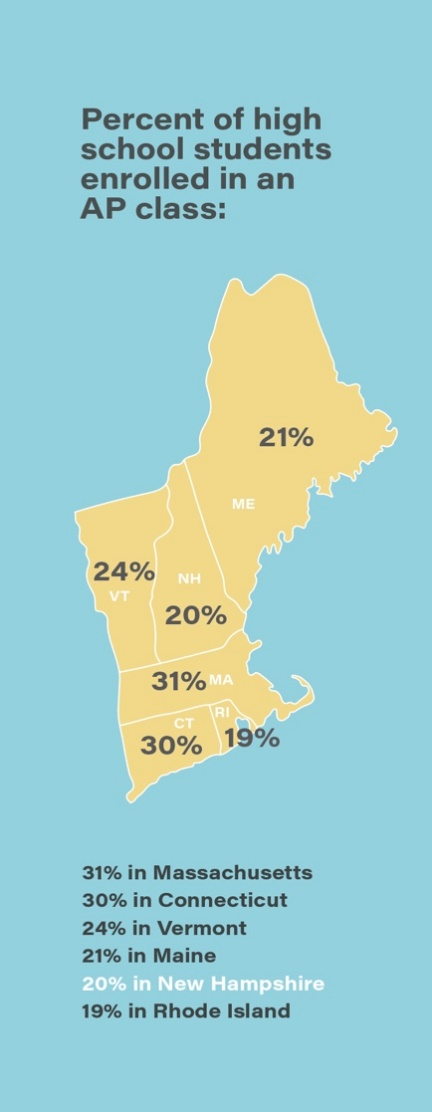 Percent of high
school students
enrolled in an
AP class:
21%
ME
24%
VT
NH
20%
31% MA
RI
CT
19%
30%
31% in Massachusetts
30% in Connecticut
24% in Vermont
21% in Maine
20% in New Hampshire
19% in Rhode Island